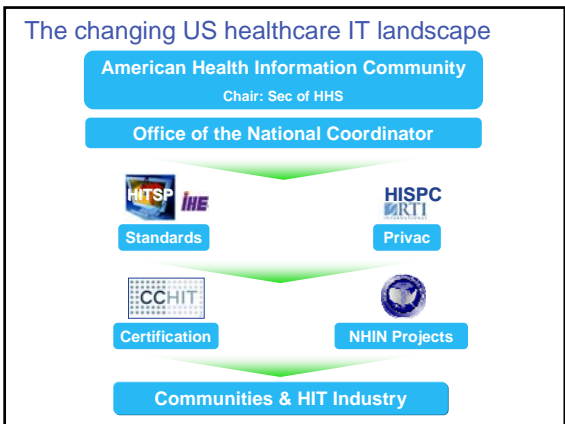 The changing US healthcare IT landscape
American Health Information Community
Chair: Sec of HHS
Office of the National Coordinator
HITSP IHE
HISPC
RTI
INTERNATIONAL
Standards
Privac
CCHIT
Certification
NHIN Projects
Communities & HIT Industry